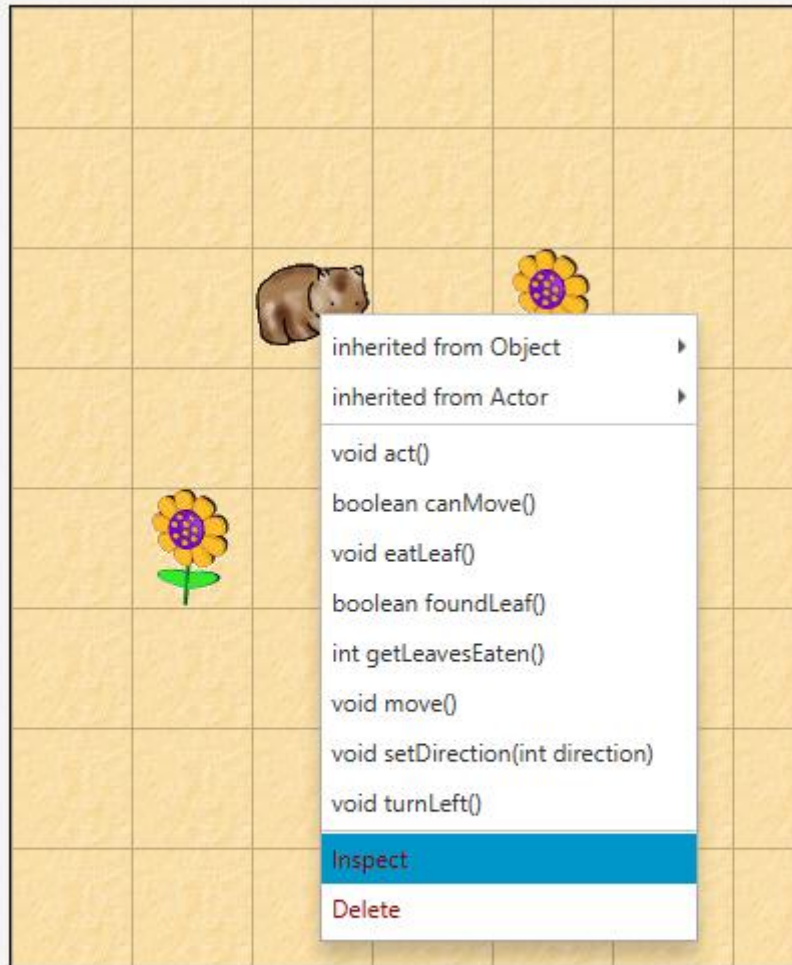 inherited from Object
inherited from Actor
void act()
boolean canMove()
void eatLeaf()
boolean foundLeaf()
int getLeavesEaten()
void move()
void setDirection(int direction)
void turnLeft()
Inspect
Delete